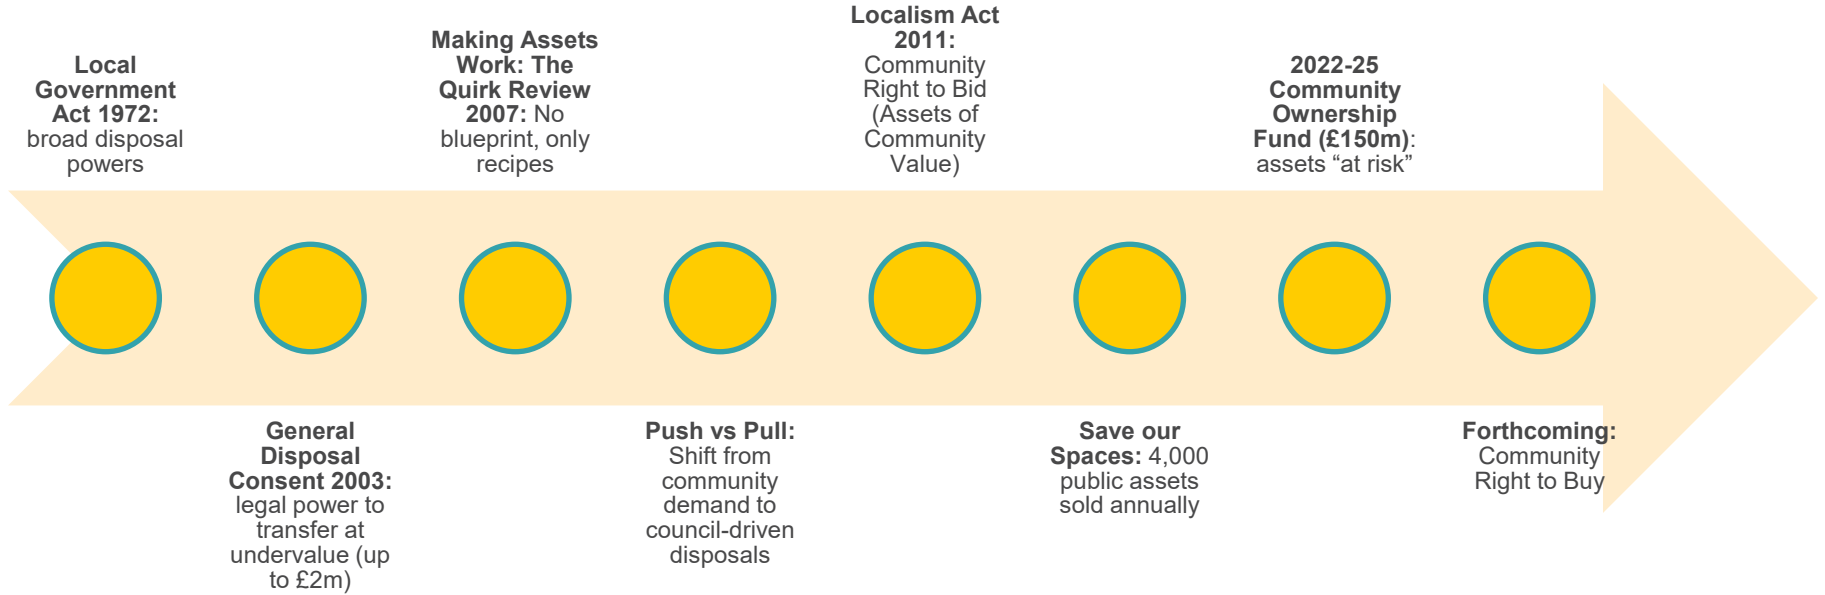 Local
Government
Act 1972:
broad disposal
powers
General
Disposal
Consent 2003:
legal power to
transfer at
undervalue (up
to £2m)
Making Assets
Work: The
Quirk Review
2007: No
blueprint, only
recipes
Push vs Pull:
Shift from
community
demand to
council-driven
disposals
Localism Act
2011:
Community
Right to Bid
(Assets of
Community
Value)
Save our
Spaces: 4,000
public assets
sold annually
2022-25
Community
Ownership
Fund (£150m):
assets “at risk”
Forthcoming:
Community
Right to Buy